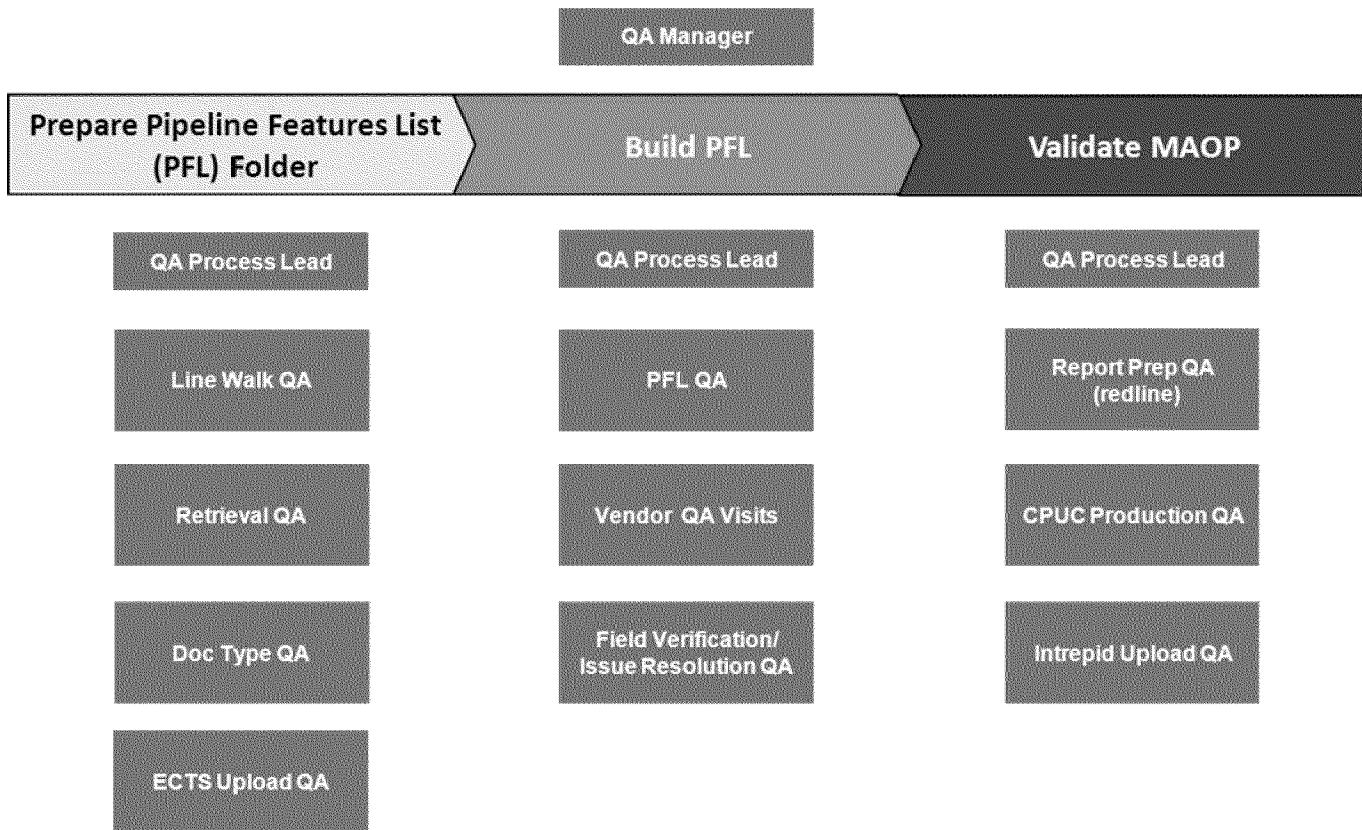 QA Manager
Prepare Pipeline Features List
(PFL) Folder
Build PFL
Validate MAOP
QA Process Lead
QA Process Lead
QA Process Lead
Line Walk QA
PFL QA
Report Prep QA
(redline)
Retrieval QA
Vendor QA Visits
CPUC Production QA
Doc Type QA
Field Verification/
Issue Resolution QA
Intrepid Upload QA
ECTS Upload QA